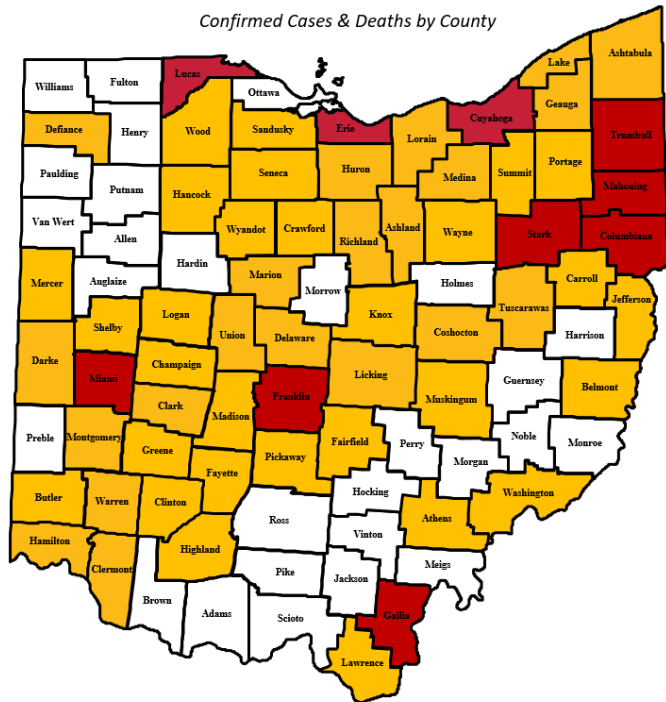 Confirmed Cases & Deaths by County
Williams
Fulton
Lucas
Ottawa
Lake
Ashtabula
Defiance
Henry
Wood
Sandusky
Erie
Lorain
Cuyahoga
Geauga
Trumbull
Paulding
Putnam
Hancock
Seneca
Huron
Medina
Summit
Portage
Mahoning
Van Wert
Allen
Wyandot
Crawford
Richland
Ashland
Wayne
Stark
Columbiana
Mercer
Auglaize
Hardin
Marion
Morrow
Holmes
Tuscarawas
Carroll
Jefferson
Shelby
Logan
Union
Delaware
Knox
Coshocton
Harrison
Darke
Miami
Champaign
Clark
Madison
Franklin
Licking
Muskingum
Guernsey
Belmont
Preble
Montgomery
Greene
Fayette
Pickaway
Fairfield
Perry
Morgan
Noble
Monroe
Butler
Warren
Clinton
Ross
Hocking
Athens
Washington
Hamilton
Clermont
Highland
Vinton
Meigs
Brown
Adams
Pike
Scioto
Jackson
Gallia
Lawrence